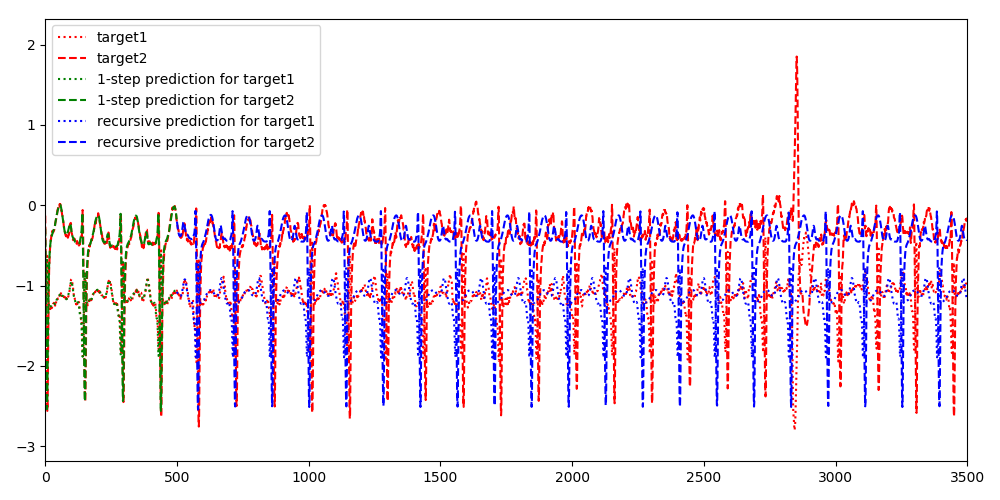 target1
target2
1-step prediction for target1
1-step prediction for target2
recursive prediction for target1
recursive prediction for target2
2
1
0
−1
−2
−3
0 500 1000 1500 2000 2500 3000 3500